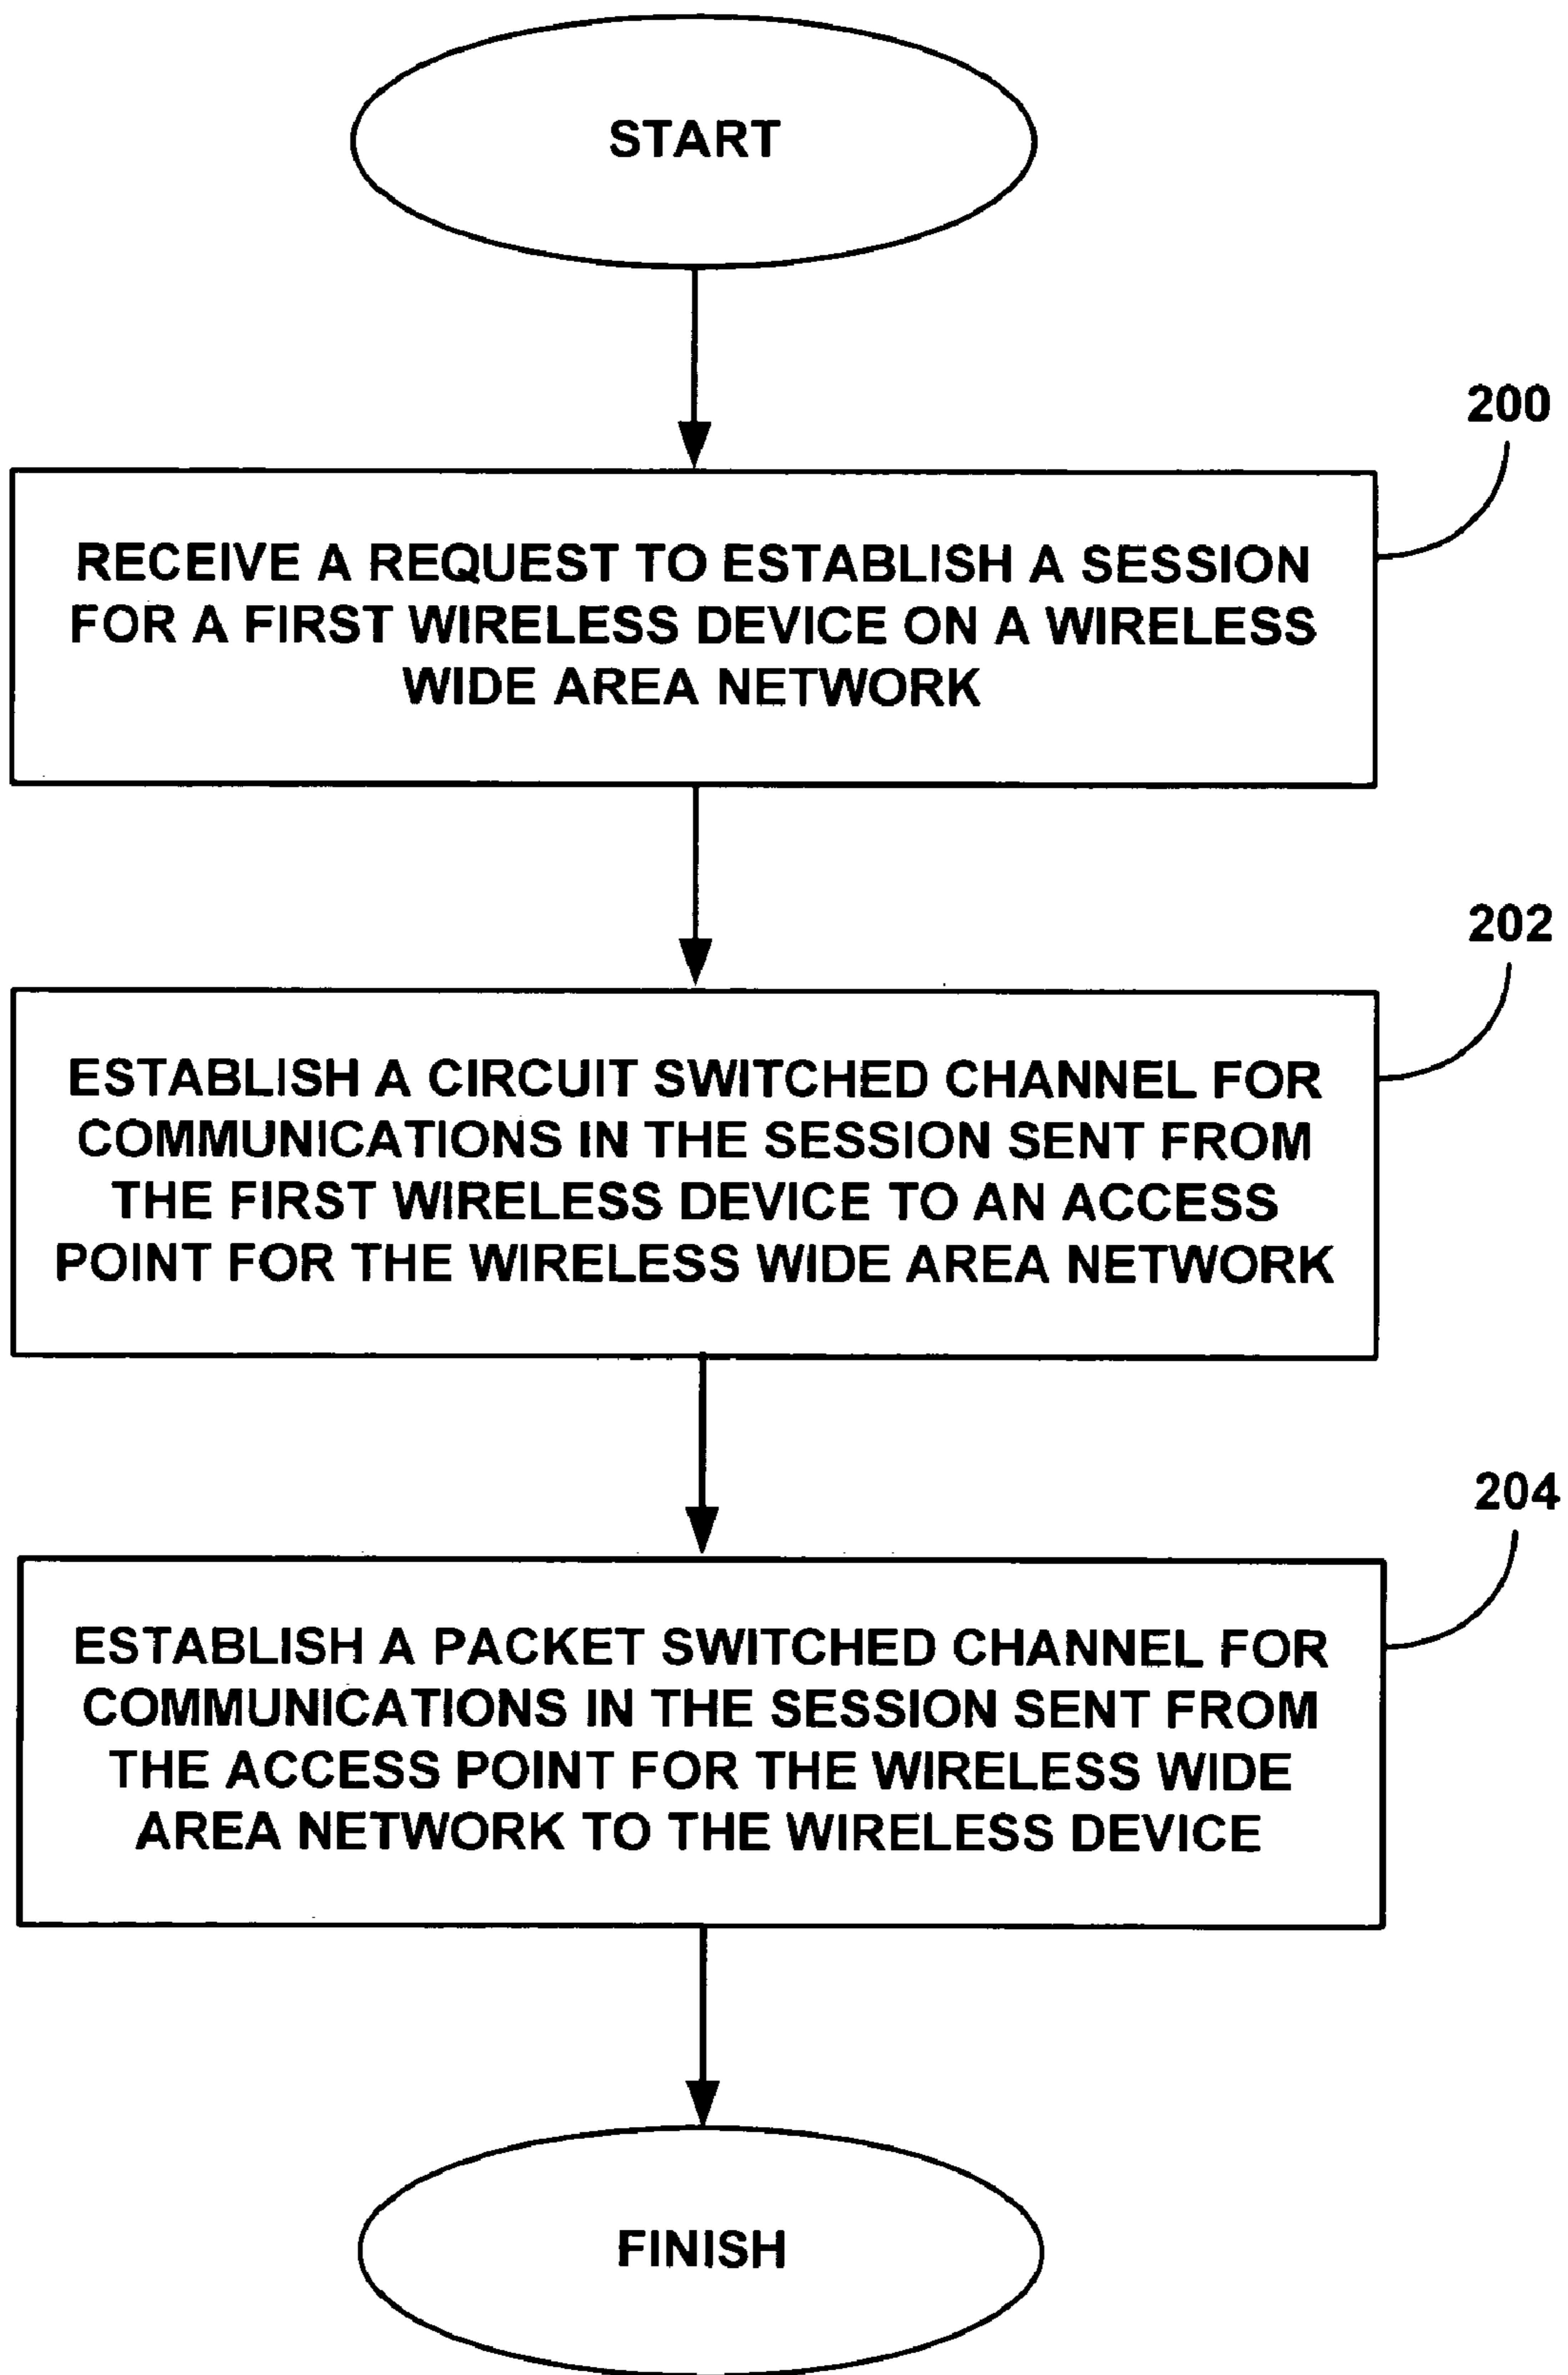 START
200
RECEIVE A REQUEST TO ESTABLISH A SESSION
FOR A FIRST WIRELESS DEVICE ON A WIRELESS
WIDE AREA NETWORK
202
ESTABLISH A CIRCUIT SWITCHED CHANNEL FOR
COMMUNICATIONS IN THE SESSION SENT FROM
THE FIRST WIRELESS DEVICE TO AN ACCESS
POINT FOR THE WIRELESS WIDE AREA NETWORK
204
ESTABLISH A PACKET SWITCHED CHANNEL FOR
COMMUNICATIONS IN THE SESSION SENT FROM
THE ACCESS POINT FOR THE WIRELESS WIDE
AREA NETWORK TO THE WIRELESS DEVICE
FINISH